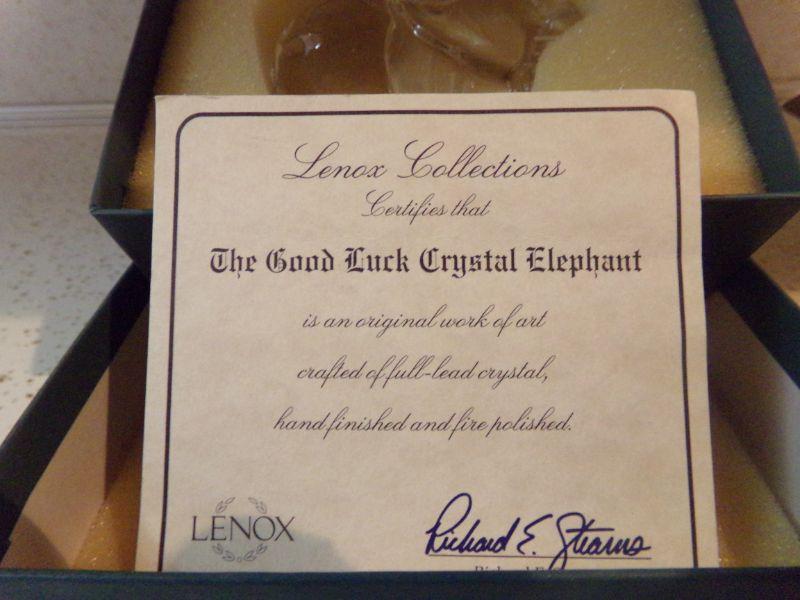 Lenox Collections
Certifies that
The Good Luck Crystal Elephant
is an original work of art
crafted of full-lead crystal,
hand finished and fire polished.
LENOX
Richard E. Stearns
Richard E